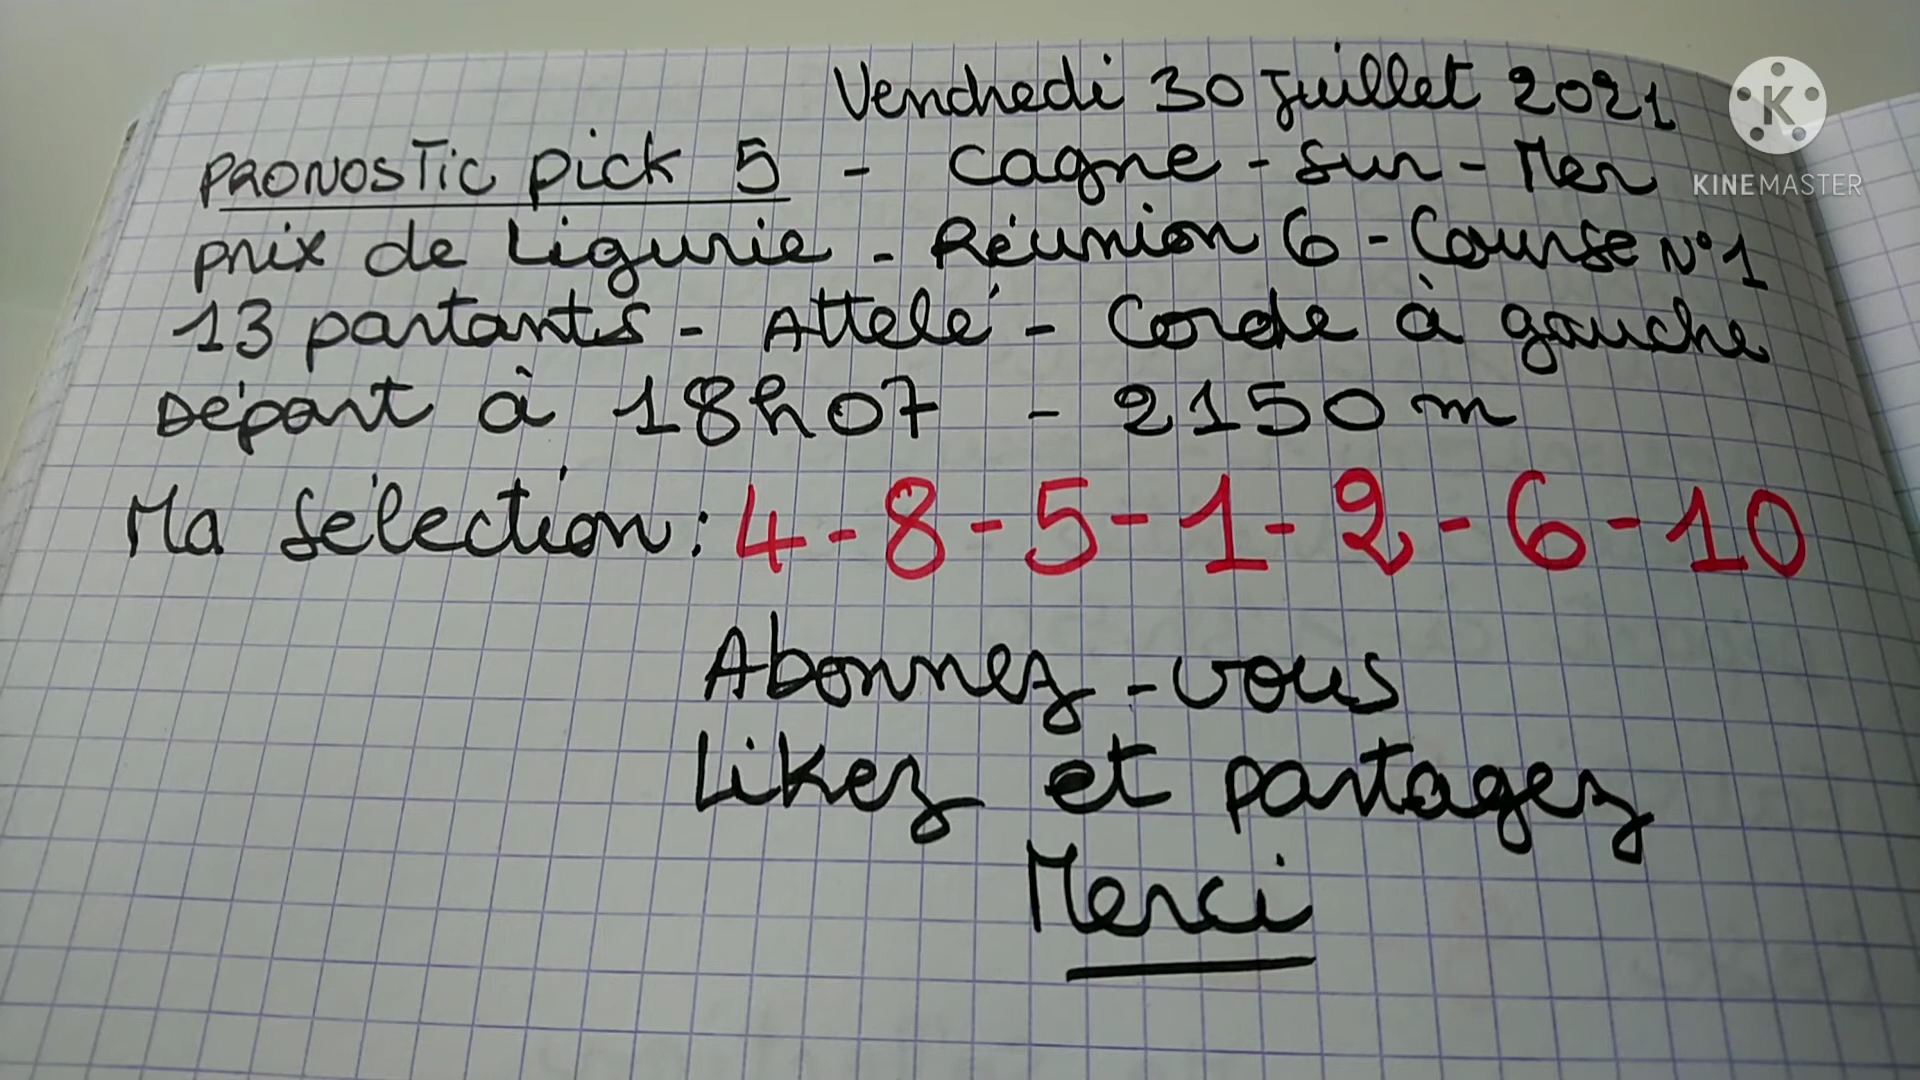 Vendredi 30 Juillet 2021
PRONOSTIC PICK 5 - Cagne-sur-Mer
prix de Ligurie - Réunion 6 - Course N°1
13 partants - Attelé - Corde à gauche
Départ à 18h07 - 2150 m
Ma sélection : 4-8-5-1-2-6-10
Abonnez-vous
Likez et partagez
Merci
K
KINEMASTER